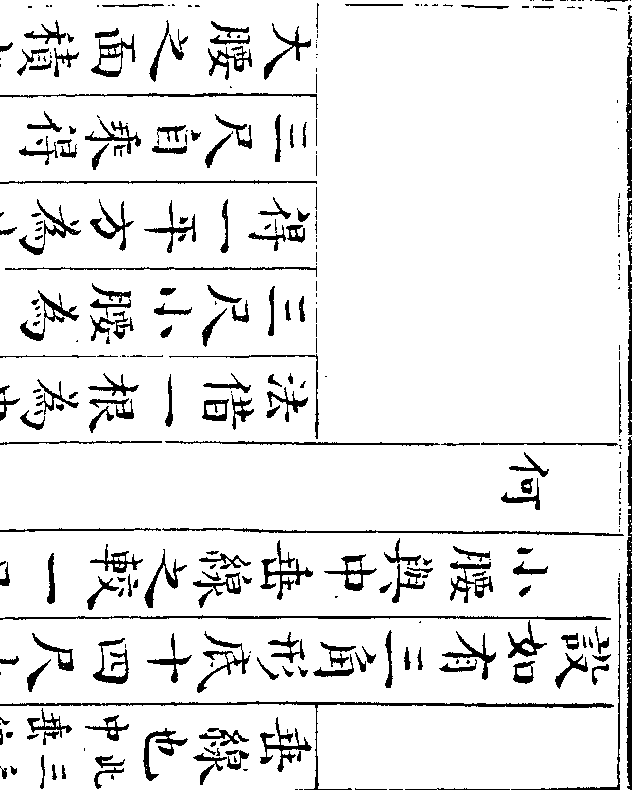 垂線也此三
中垂
設如有三角形底十四尺
小腰與中垂線之較一
何
法借一根為中
三尺小腰為
得一平方為
三尺自乘得
大腰之面積